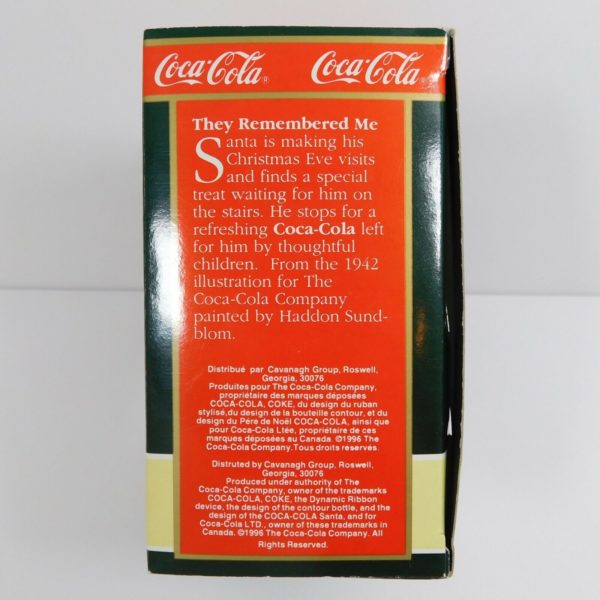 Coca-Cola® Coca-Cola®
They Remembered Me
Santa is making his
Christmas Eve visits
and finds a special
treat waiting for him on
the stairs. He stops for a
refreshing Coca-Cola left
for him by thoughtful
children. From the 1942
illustration for The
Coca-Cola Company
painted by Haddon Sund-
blom.
Distribué par Cavanagh Group, Roswell,
Georgia, 30076
Produites pour The Coca-Cola Company,
propriétaire des marques déposées
COCA-COLA, COKE, du design du ruban
stylisé,du design de la bouteille contour, et du
design du Père de Noël COCA-COLA, ainsi que
pour Coca-Cola Ltée, propriétaire de ces
marques déposées au Canada. ©1996 The
Coca-Cola Company.Tous droits reservés.
Distruted by Cavanagh Group, Roswell,
Georgia, 30076
Produced under authority of The
Coca-Cola Company, owner of the trademarks
COCA-COLA, COKE, the Dynamic Ribbon
device, the design of the contour bottle, and the
design of the COCA-COLA Santa, and for
Coca-Cola LTD., owner of these trademarks in
Canada. ©1996 The Coca-Cola Company. All
Rights Reserved.